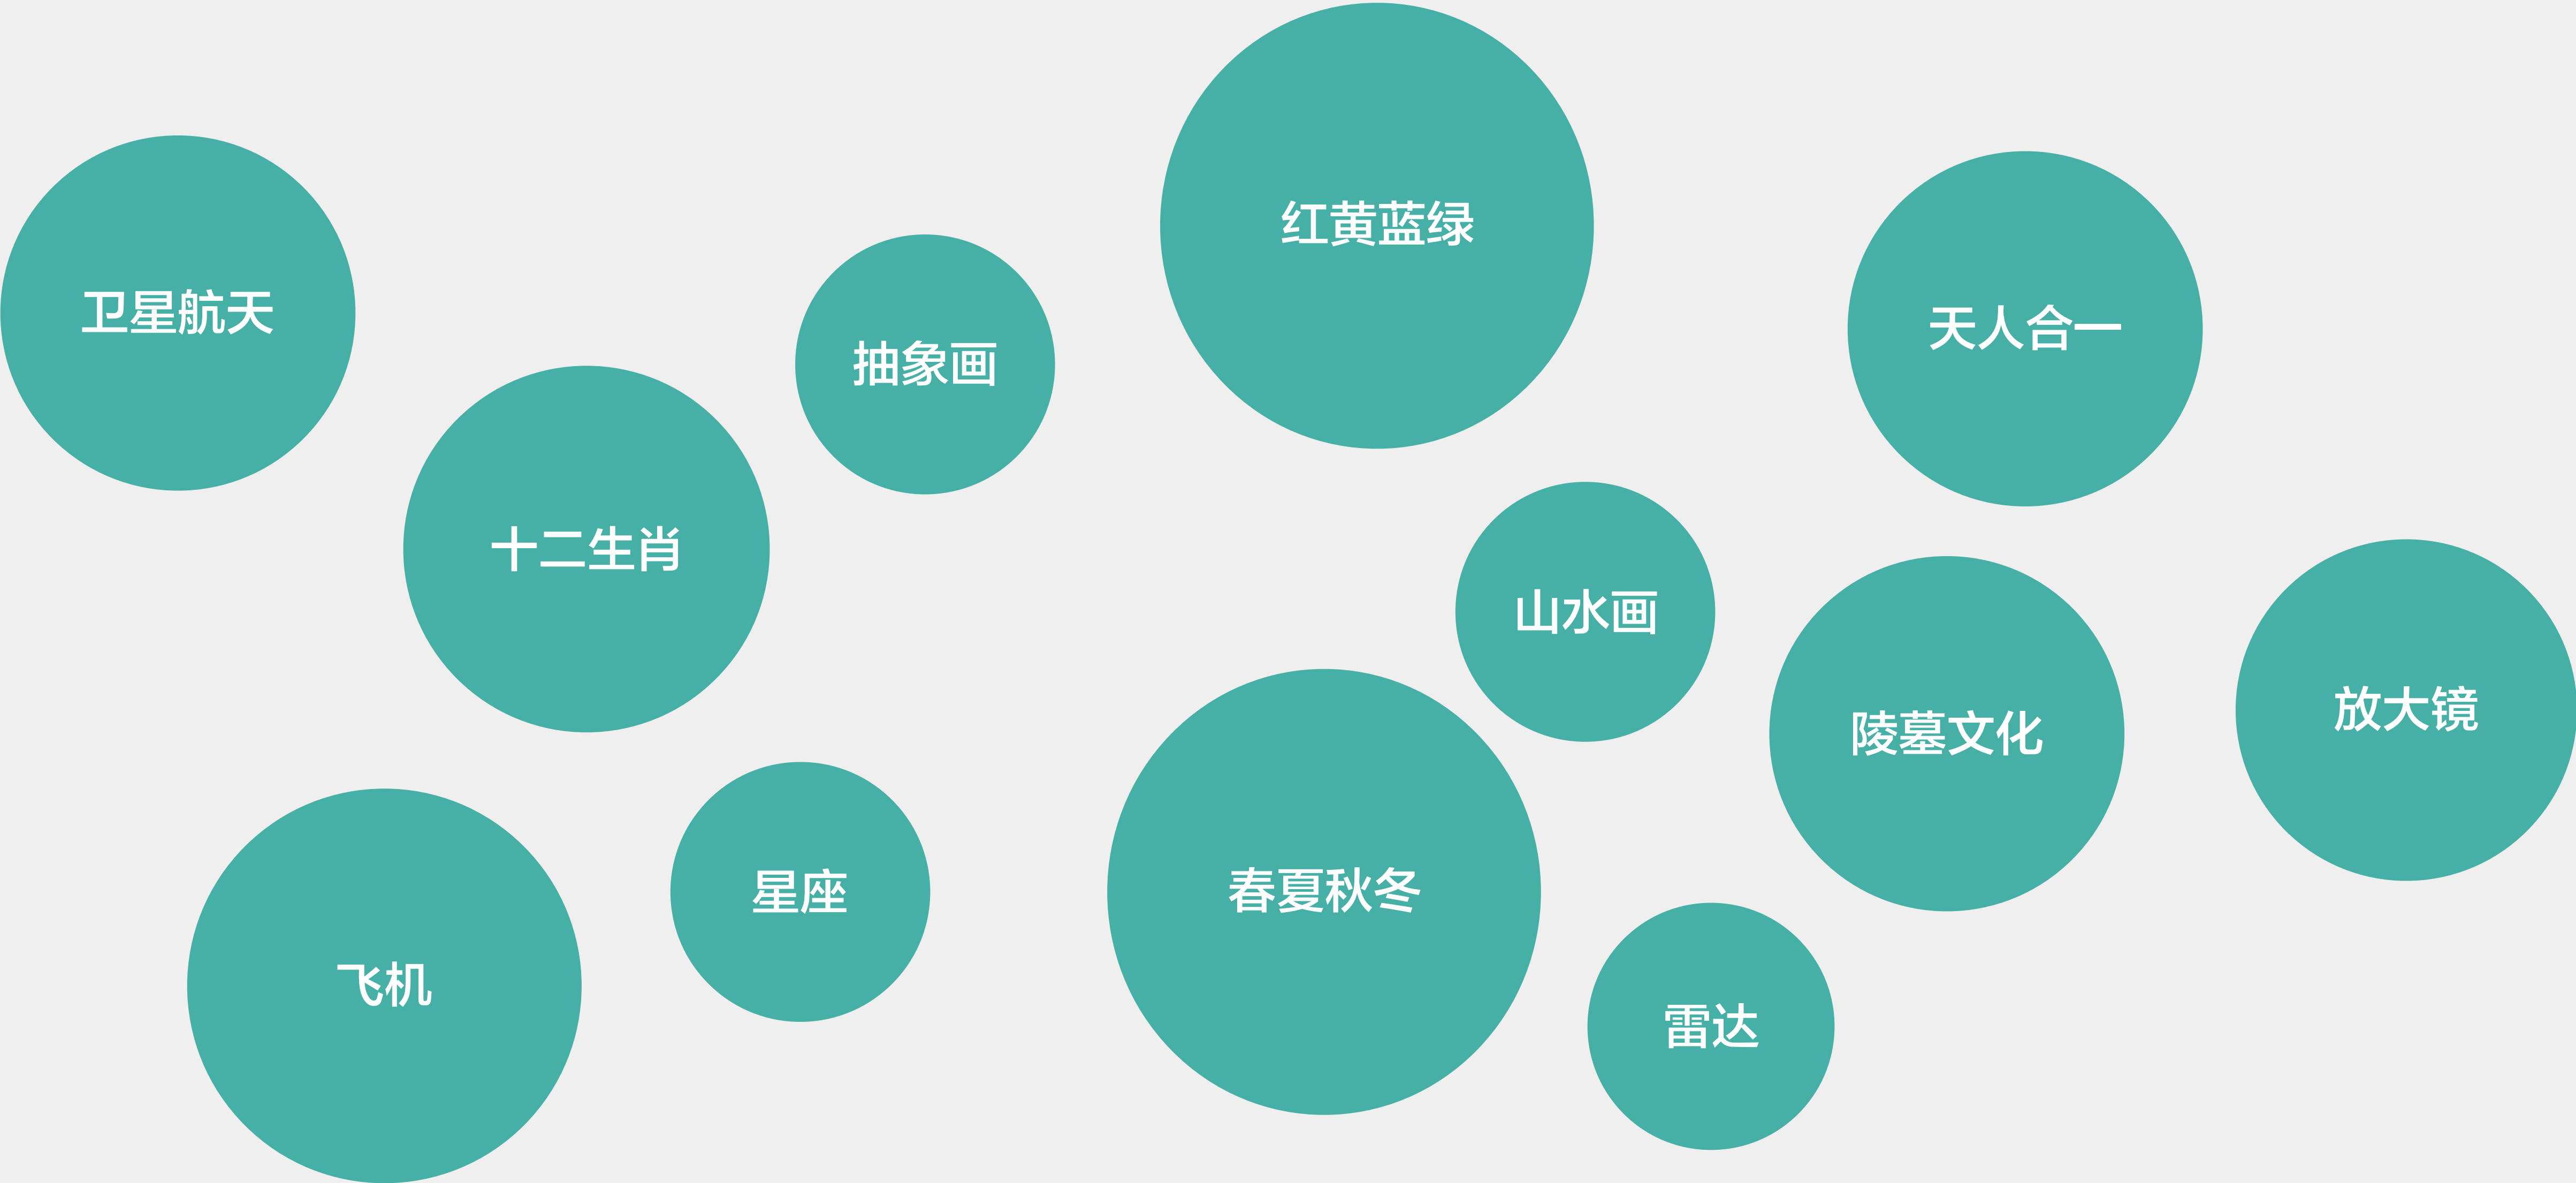 红黄蓝绿
卫星航天
天人合一
抽象画
十二生肖
山水画
放大镜
陵墓文化
星座
春夏秋冬
飞机
雷达